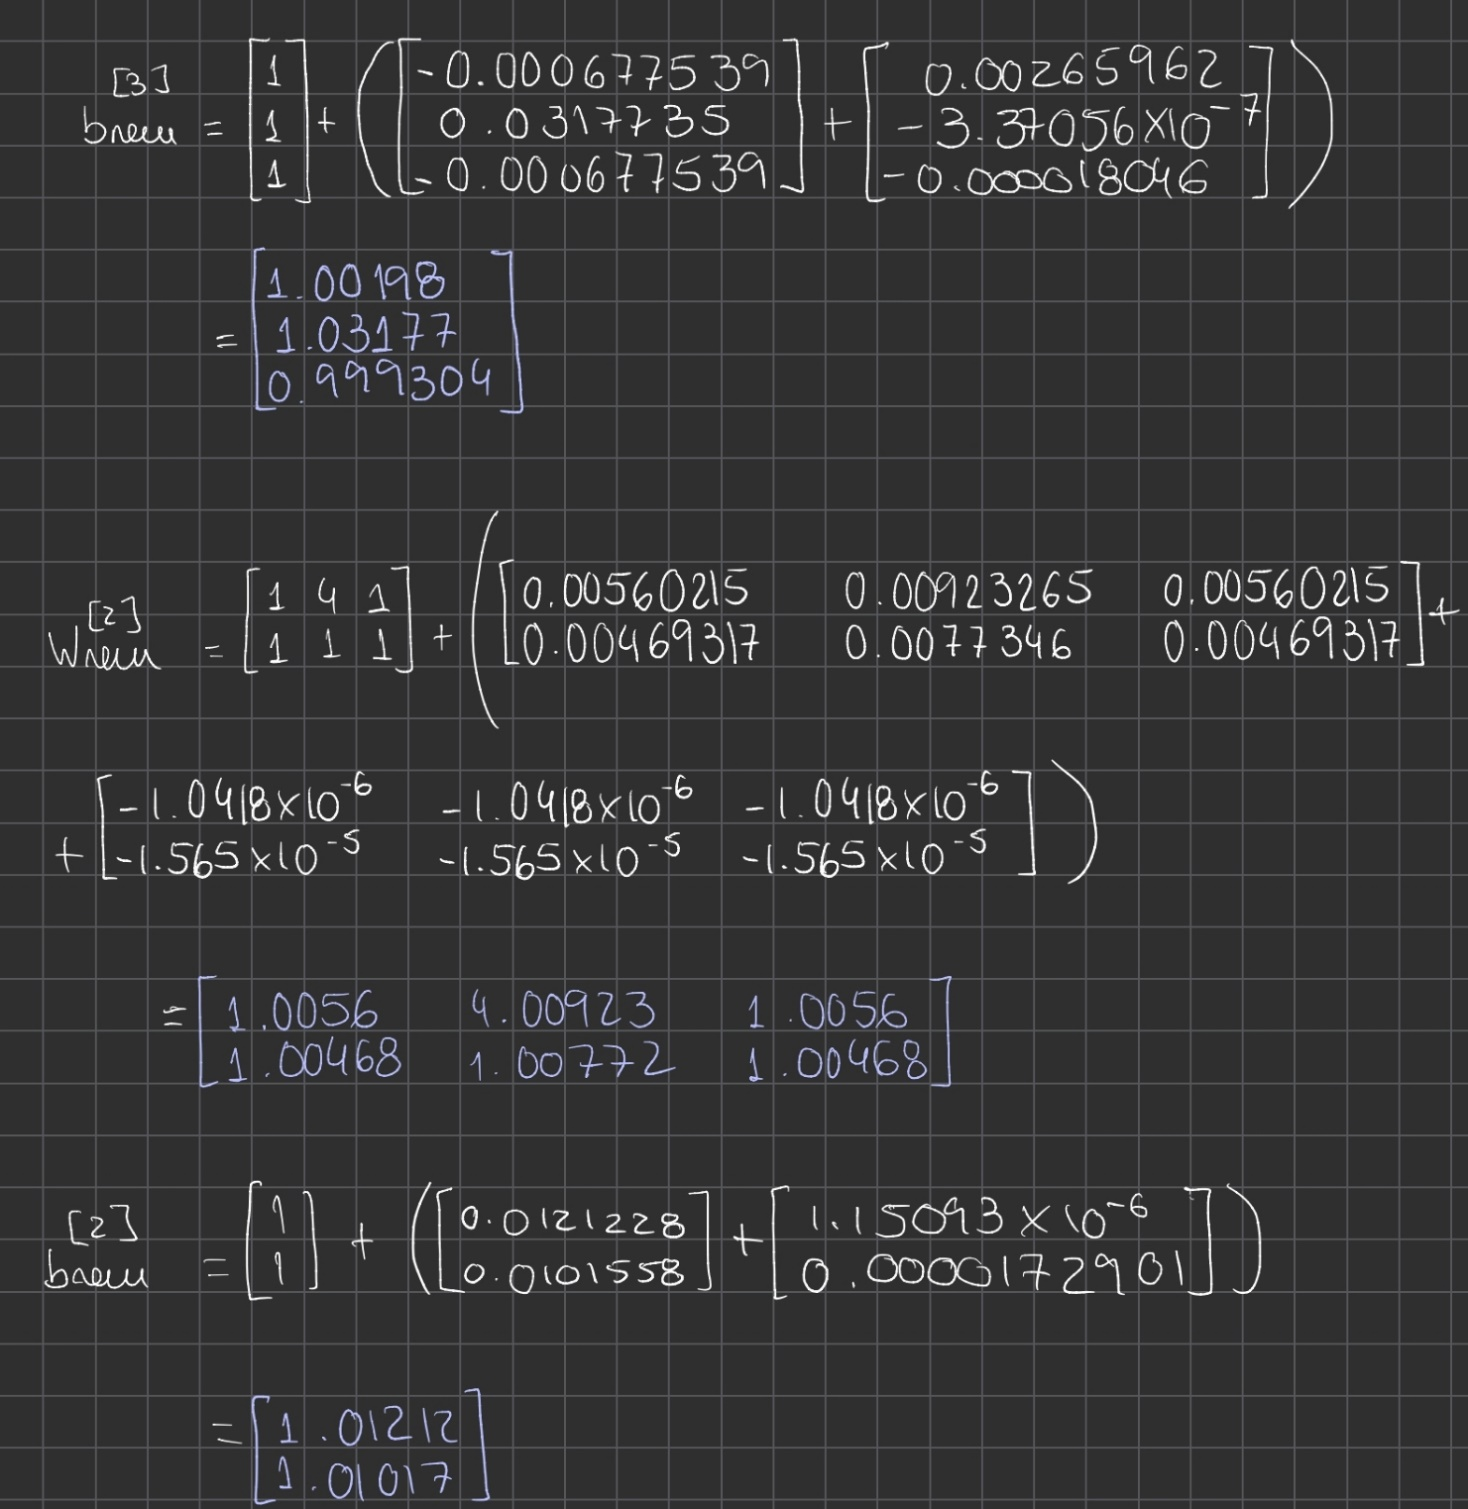 b_new^[3] = [1; 1; 1] + ([-0.000677539; 0.0317735; -0.000677539] + [0.00265962; -3.37056×10^-7; -0.000018046])
= [1.00198; 1.03177; 0.999304]
W_new^[2] = [1 4 1; 1 1 1] + ([0.00560215 0.00923265 0.00560215; 0.00469317 0.0077346 0.00469317] +
+ [-1.0418×10^-6 -1.0418×10^-6 -1.0418×10^-6; -1.565×10^-5 -1.565×10^-5 -1.565×10^-5])
= [1.0056 4.00923 1.0056; 1.00468 1.00772 1.00468]
b_new^[2] = [1; 1] + ([0.0121228; 0.0101558] + [1.15093×10^-6; 0.0000172901])
= [1.01212; 1.01017]